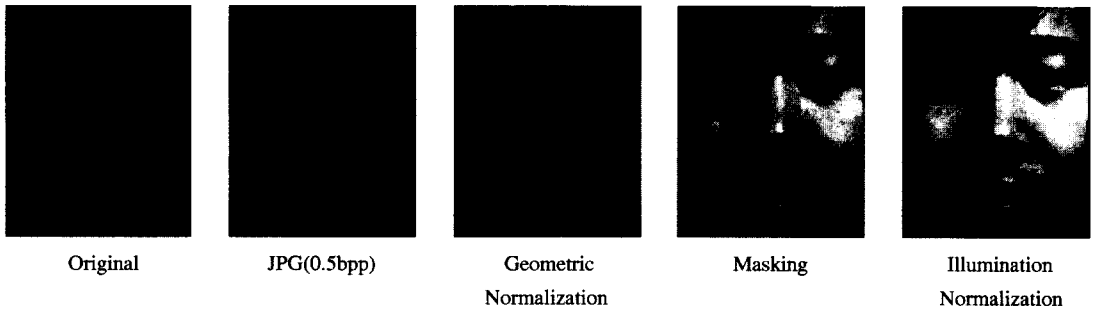 Original
JPG(0.5bpp)
Geometric
Normalization
Masking
Illumination
Normalization